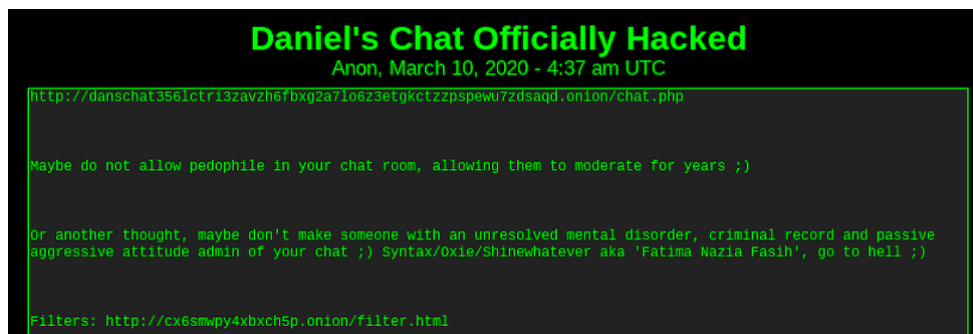 Daniel's Chat Officially Hacked
Anon, March 10, 2020 - 4:37 am UTC
http://danschat356lctri3zavzh6fbxg2a7lo6z3etgkctzzpspewu7zdsaqd.onion/chat.php
Maybe do not allow pedophile in your chat room, allowing them to moderate for years ;)
Or another thought, maybe don't make someone with an unresolved mental disorder, criminal record and passive
aggressive attitude admin of your chat ;) Syntax/Oxie/Shinewhatever aka 'Fatima Nazia Fasih', go to hell ;)
Filters: http://cx6smwpy4xbxch5p.onion/filter.html